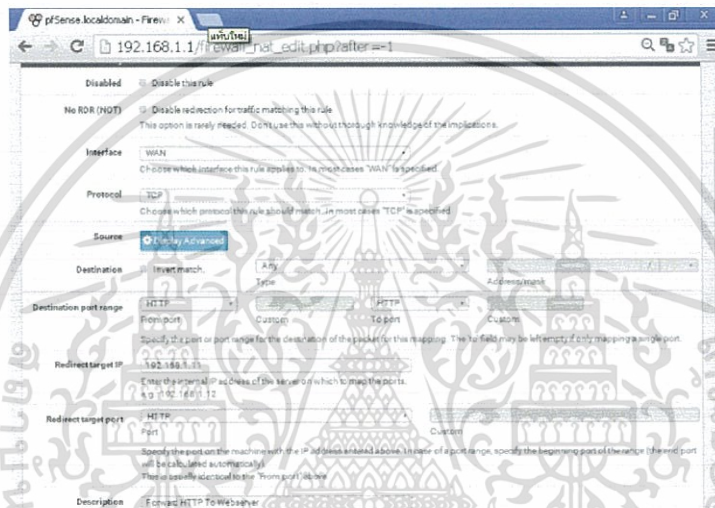 pfSense.localdomain - Firew
แท็บใหม่
192.168.1.1/firewall_nat_edit.php?after=-1
Disabled Disable this rule
No RDR (NOT) Disable redirection for traffic matching this rule
This option is rarely needed. Don't use this without thorough knowledge of the implications.
Interface WAN
Choose which interface this rule applies to. In most cases "WAN" is specified.
Protocol TCP
Choose which protocol this rule should match. In most cases "TCP" is specified.
Source Display Advanced
Destination Invert match. Any
Type Address/mask
Destination port range HTTP HTTP
From port Custom To port Custom
Specify the port or port range for the destination of the packet for this mapping. The 'to' field may be left empty if only mapping a single port.
Redirect target IP 192.168.1.11
Enter the internal IP address of the server on which to map the ports.
e.g.: 192.168.1.12
Redirect target port HTTP
Port Custom
Specify the port on the machine with the IP address entered above. In case of a port range, specify the beginning port of the range (the end port
will be calculated automatically).
This is usually identical to the "From port" above.
Description Forward HTTP To Webserver